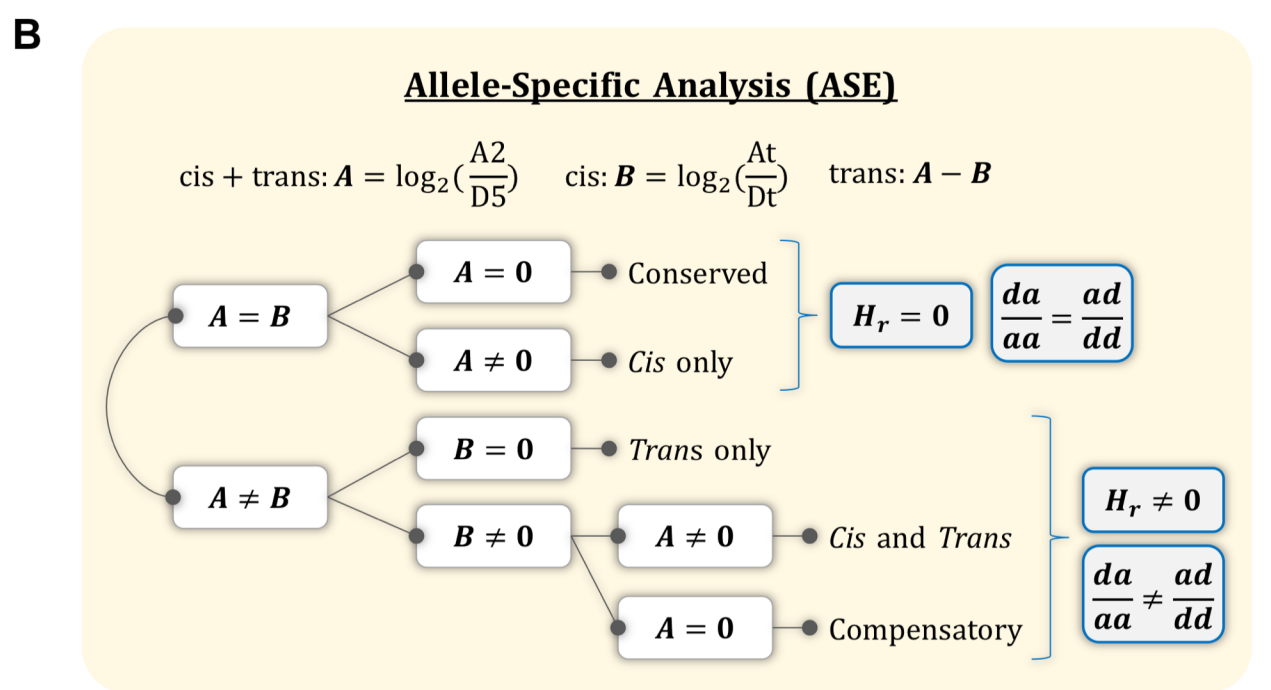 B
Allele-Specific Analysis (ASE)
cis + trans: A = log₂(A2/D5)    cis: B = log₂(At/Dt)    trans: A − B
A = B
A = 0
Conserved
A ≠ 0
Cis only
H_r = 0
da/aa = ad/dd
A ≠ B
B = 0
Trans only
B ≠ 0
A ≠ 0
Cis and Trans
A = 0
Compensatory
H_r ≠ 0
da/aa ≠ ad/dd